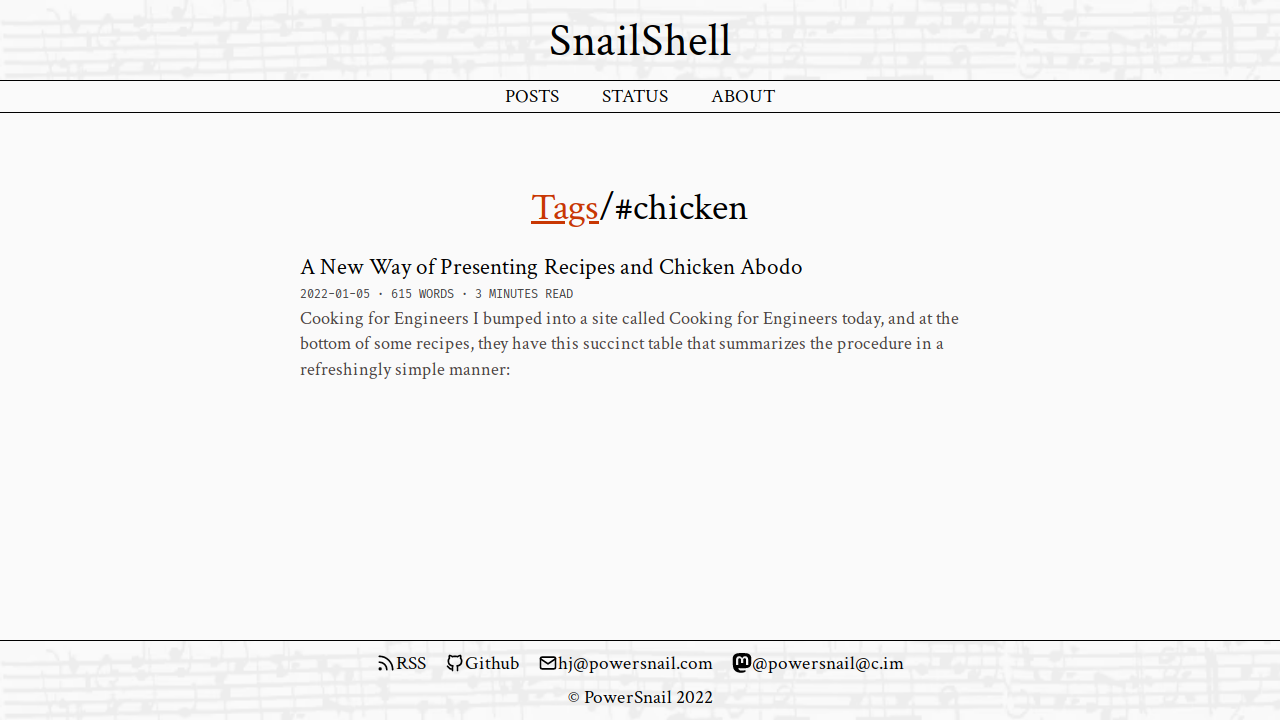 SnailShell
POSTS STATUS ABOUT
Tags/#chicken
A New Way of Presenting Recipes and Chicken Abodo
2022-01-05 · 615 WORDS · 3 MINUTES READ
Cooking for Engineers I bumped into a site called Cooking for Engineers today, and at the
bottom of some recipes, they have this succinct table that summarizes the procedure in a
refreshingly simple manner:
RSS Github hj@powersnail.com @powersnail@c.im
© PowerSnail 2022